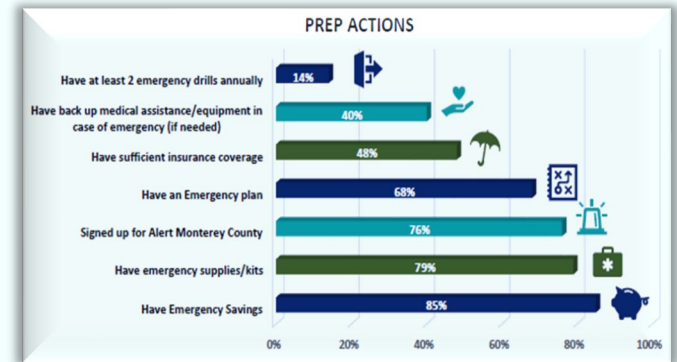 PREP ACTIONS
Have at least 2 emergency drills annually
14%
Have back up medical assistance/equipment in
case of emergency (if needed)
40%
Have sufficient insurance coverage
48%
Have an Emergency plan
68%
Signed up for Alert Monterey County
76%
Have emergency supplies/kits
79%
Have Emergency Savings
85%
0% 20% 40% 60% 80% 100%